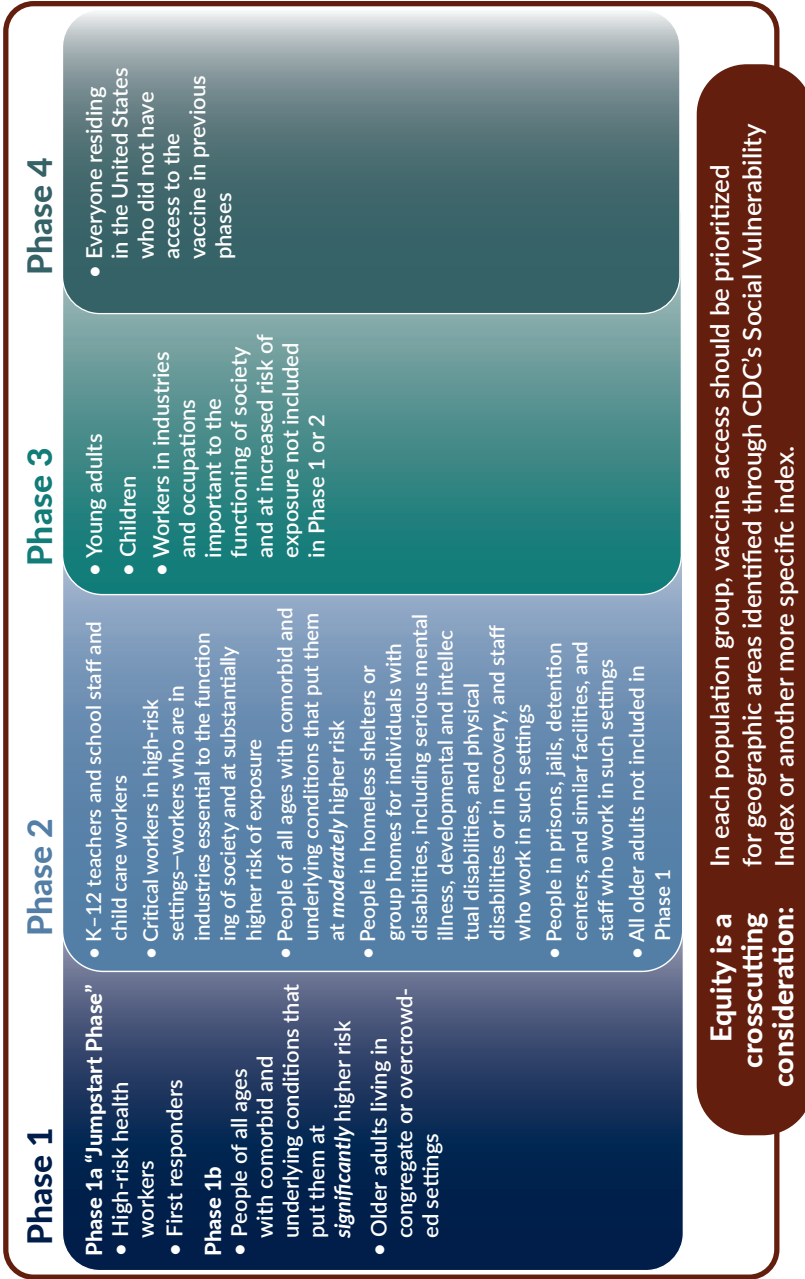 Phase 1
Phase 1a “Jumpstart Phase”
• High-risk health
workers
• First responders
Phase 1b
• People of all ages
with comorbid and
underlying conditions that
put them at
significantly higher risk
• Older adults living in
congregate or overcrowd-
ed settings
Phase 2
• K–12 teachers and school staff and
child care workers
• Critical workers in high-risk
settings—workers who are in
industries essential to the function
ing of society and at substantially
higher risk of exposure
• People of all ages with comorbid and
underlying conditions that put them
at moderately higher risk
• People in homeless shelters or
group homes for individuals with
disabilities, including serious mental
illness, developmental and intellec
tual disabilities, and physical
disabilities or in recovery, and staff
who work in such settings
• People in prisons, jails, detention
centers, and similar facilities, and
staff who work in such settings
• All older adults not included in
Phase 1
Phase 3
• Young adults
• Children
• Workers in industries
and occupations
important to the
functioning of society
and at increased risk of
exposure not included
in Phase 1 or 2
Phase 4
• Everyone residing
in the United States
who did not have
access to the
vaccine in previous
phases
Equity is a
crosscutting
consideration:
In each population group, vaccine access should be prioritized
for geographic areas identified through CDC’s Social Vulnerability
Index or another more specific index.